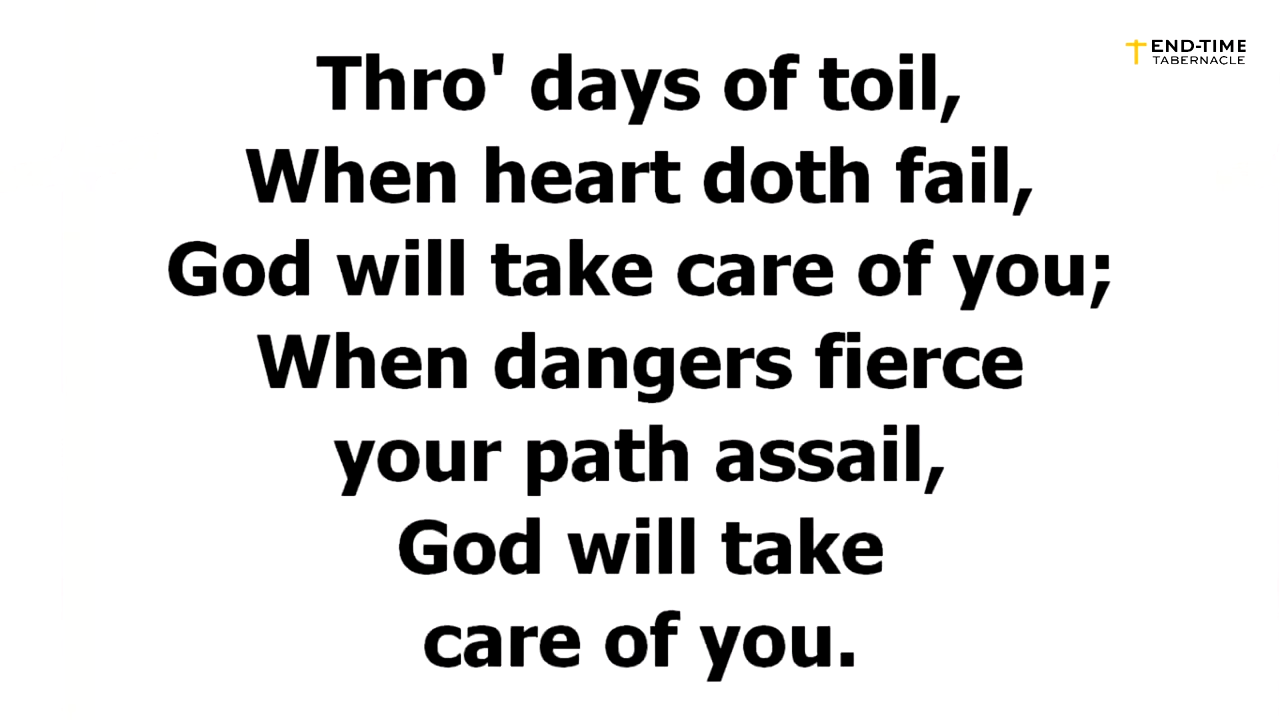 END-TIME
TABERNACLE
Thro' days of toil,
When heart doth fail,
God will take care of you;
When dangers fierce
your path assail,
God will take
care of you.